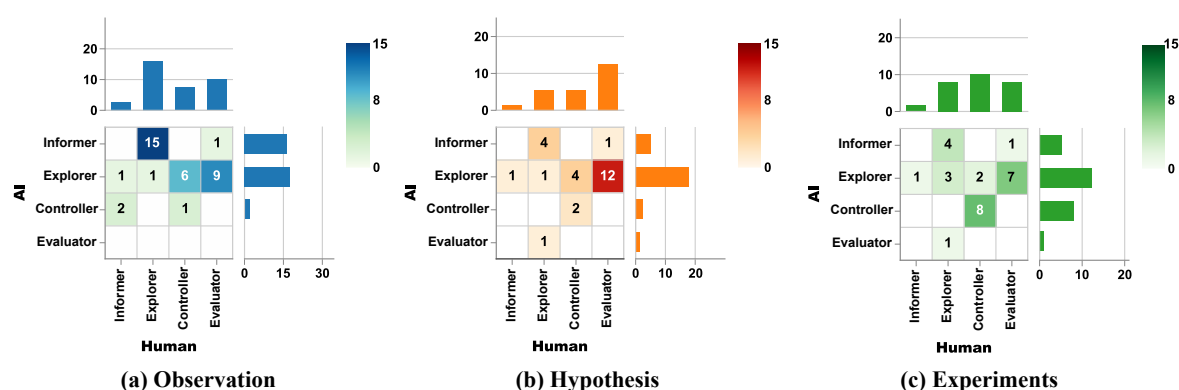 20
10
0
15
8
0
Informer
Explorer
Controller
Evaluator
AI
15 1
1 1 6 9
2 1
0 15 30
Informer Explorer Controller Evaluator
Human
(a) Observation
20
10
0
15
8
0
Informer
Explorer
Controller
Evaluator
AI
4 1
1 1 4 12
2
1
0 10 20
Informer Explorer Controller Evaluator
Human
(b) Hypothesis
20
10
0
15
8
0
Informer
Explorer
Controller
Evaluator
AI
4 1
1 3 2 7
8
1
0 10 20
Informer Explorer Controller Evaluator
Human
(c) Experiments